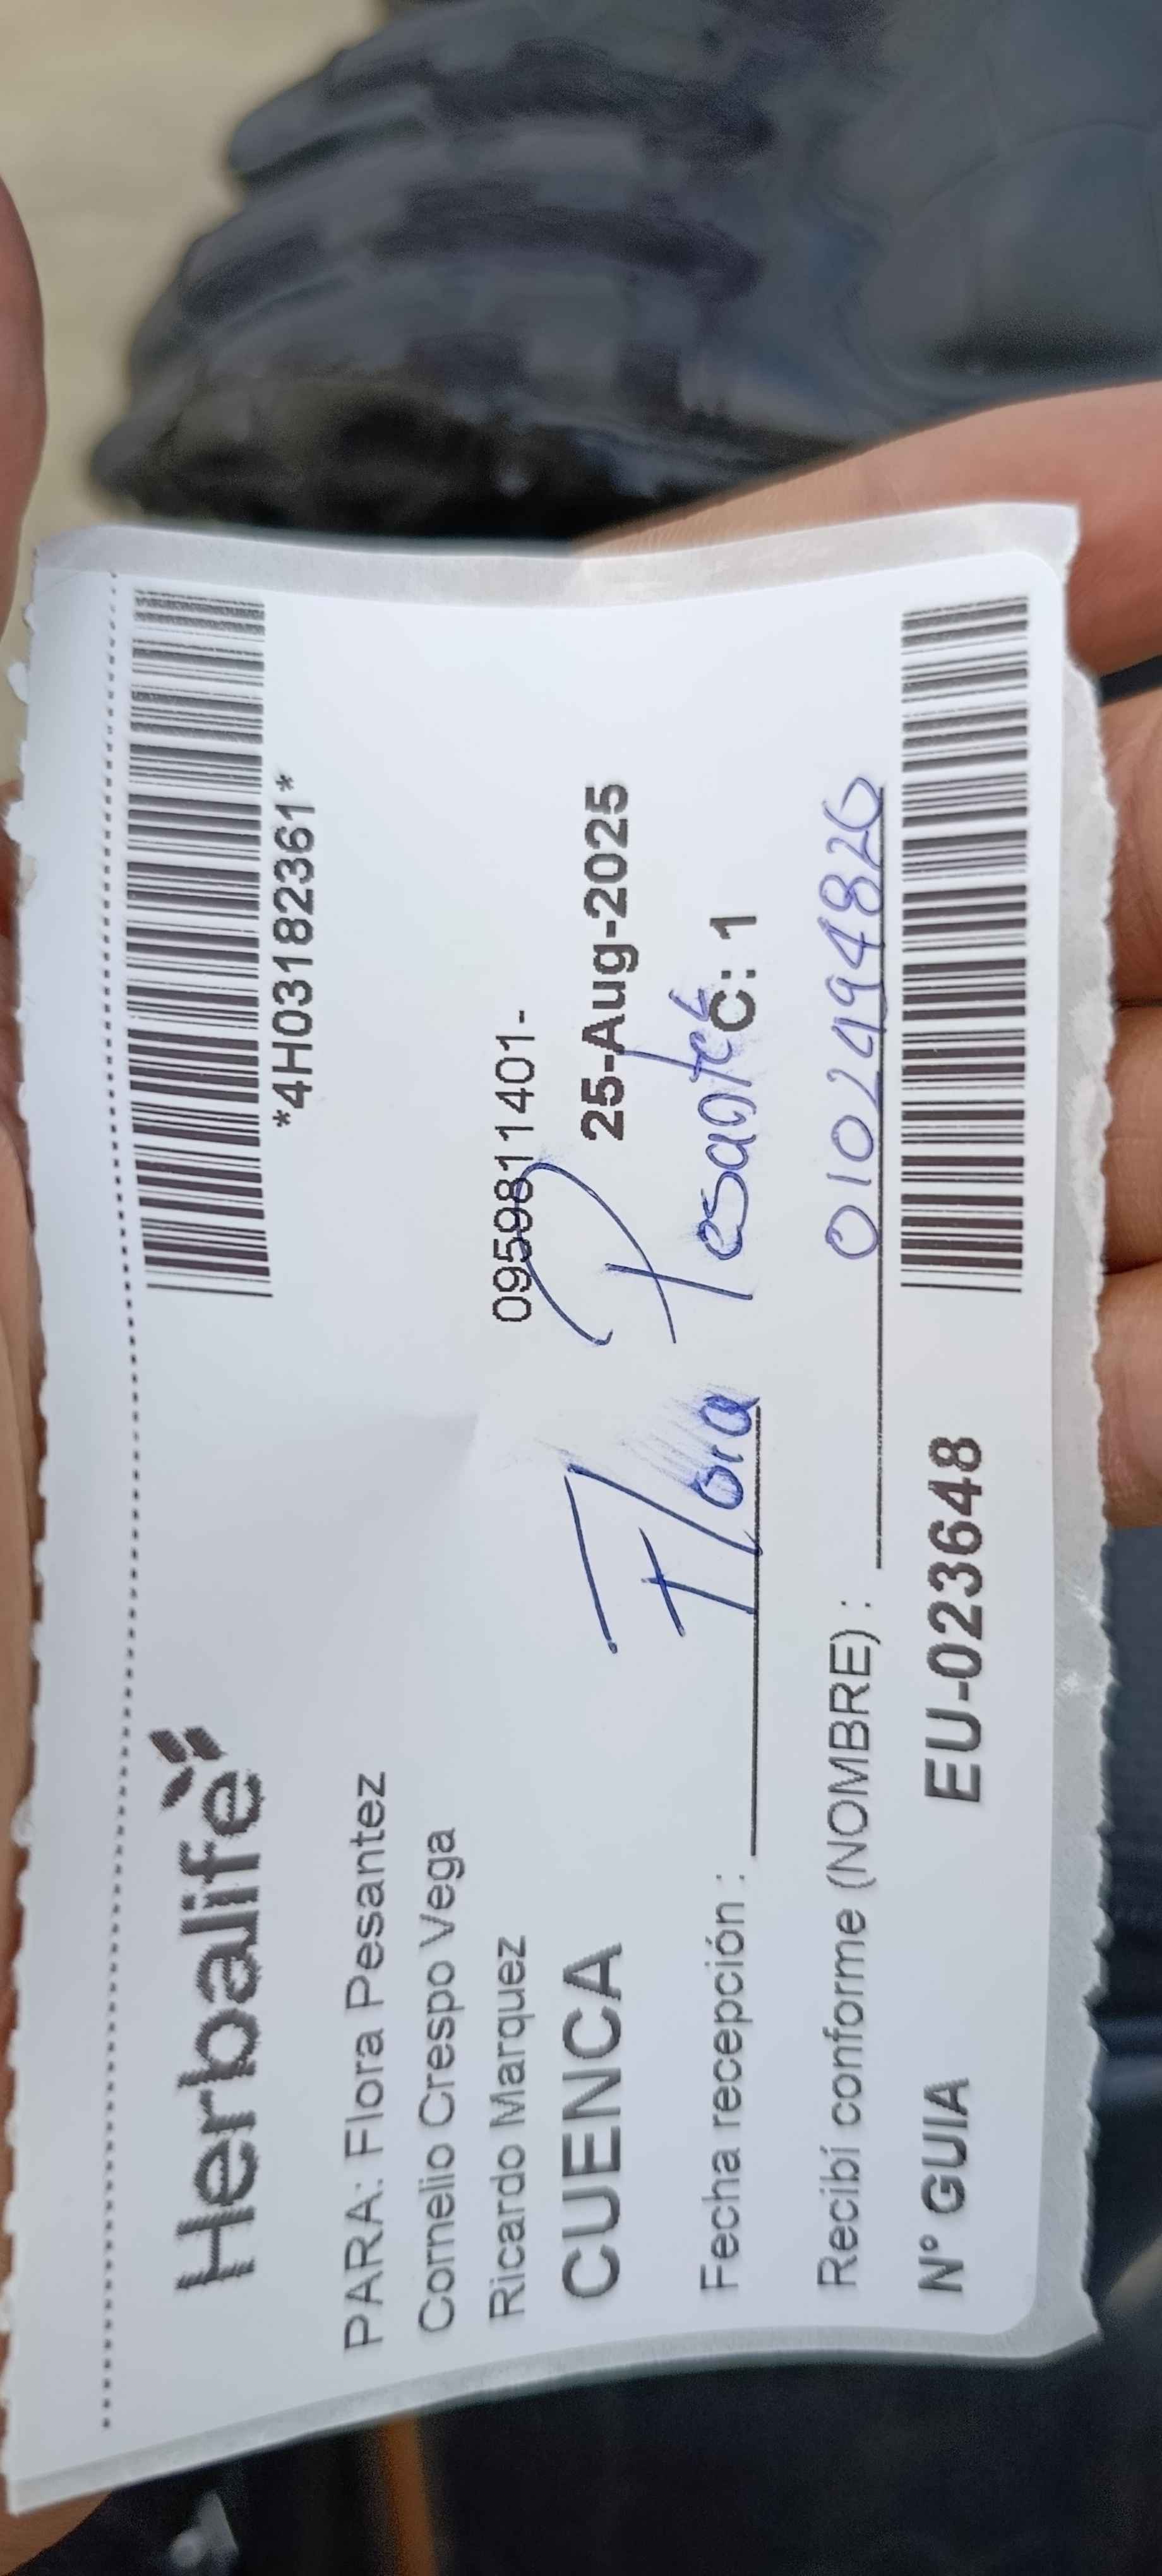 Herbalife
*4H03182361*
PARA: Flora Pesantez
Cornelio Crespo Vega
Ricardo Marquez
0959811401-
CUENCA
25-Aug-2025
Flora Pesantez
Fecha recepción :
C: 1
Recibí conforme (NOMBRE) :
0102494826
N° GUIA
EU-023648